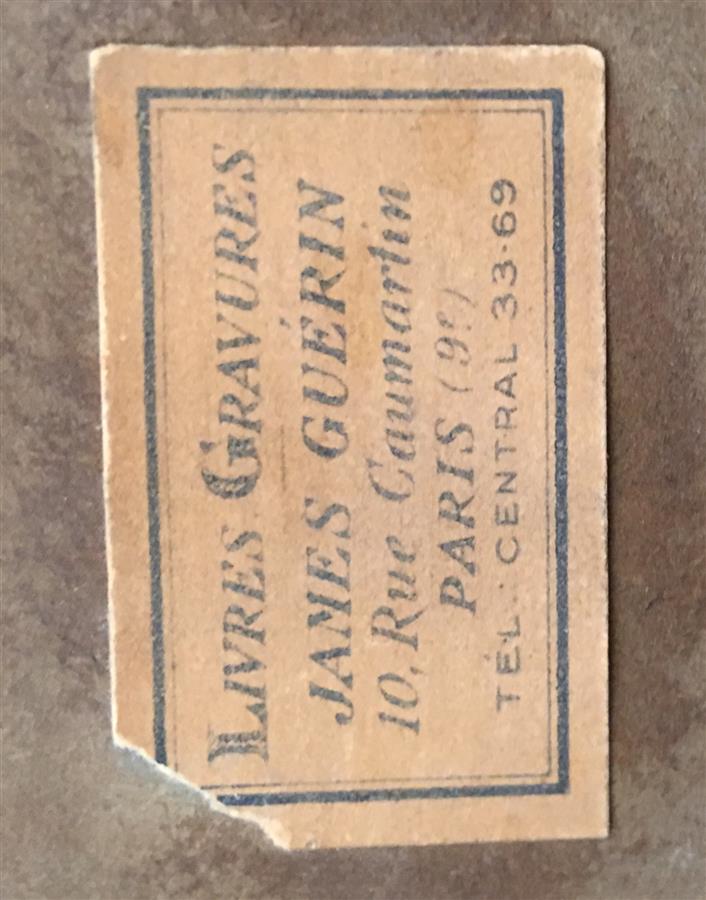 LIVRES GRAVURES
JAMES GUÉRIN
10, Rue Caumartin
PARIS (9e)
TÉL.: CENTRAL 33·69